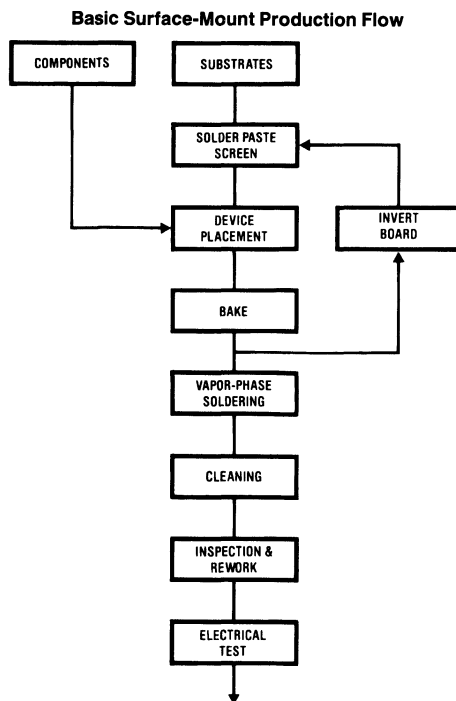 Basic Surface-Mount Production Flow
COMPONENTS
SUBSTRATES
SOLDER PASTE
SCREEN
DEVICE
PLACEMENT
INVERT
BOARD
BAKE
VAPOR-PHASE
SOLDERING
CLEANING
INSPECTION &
REWORK
ELECTRICAL
TEST